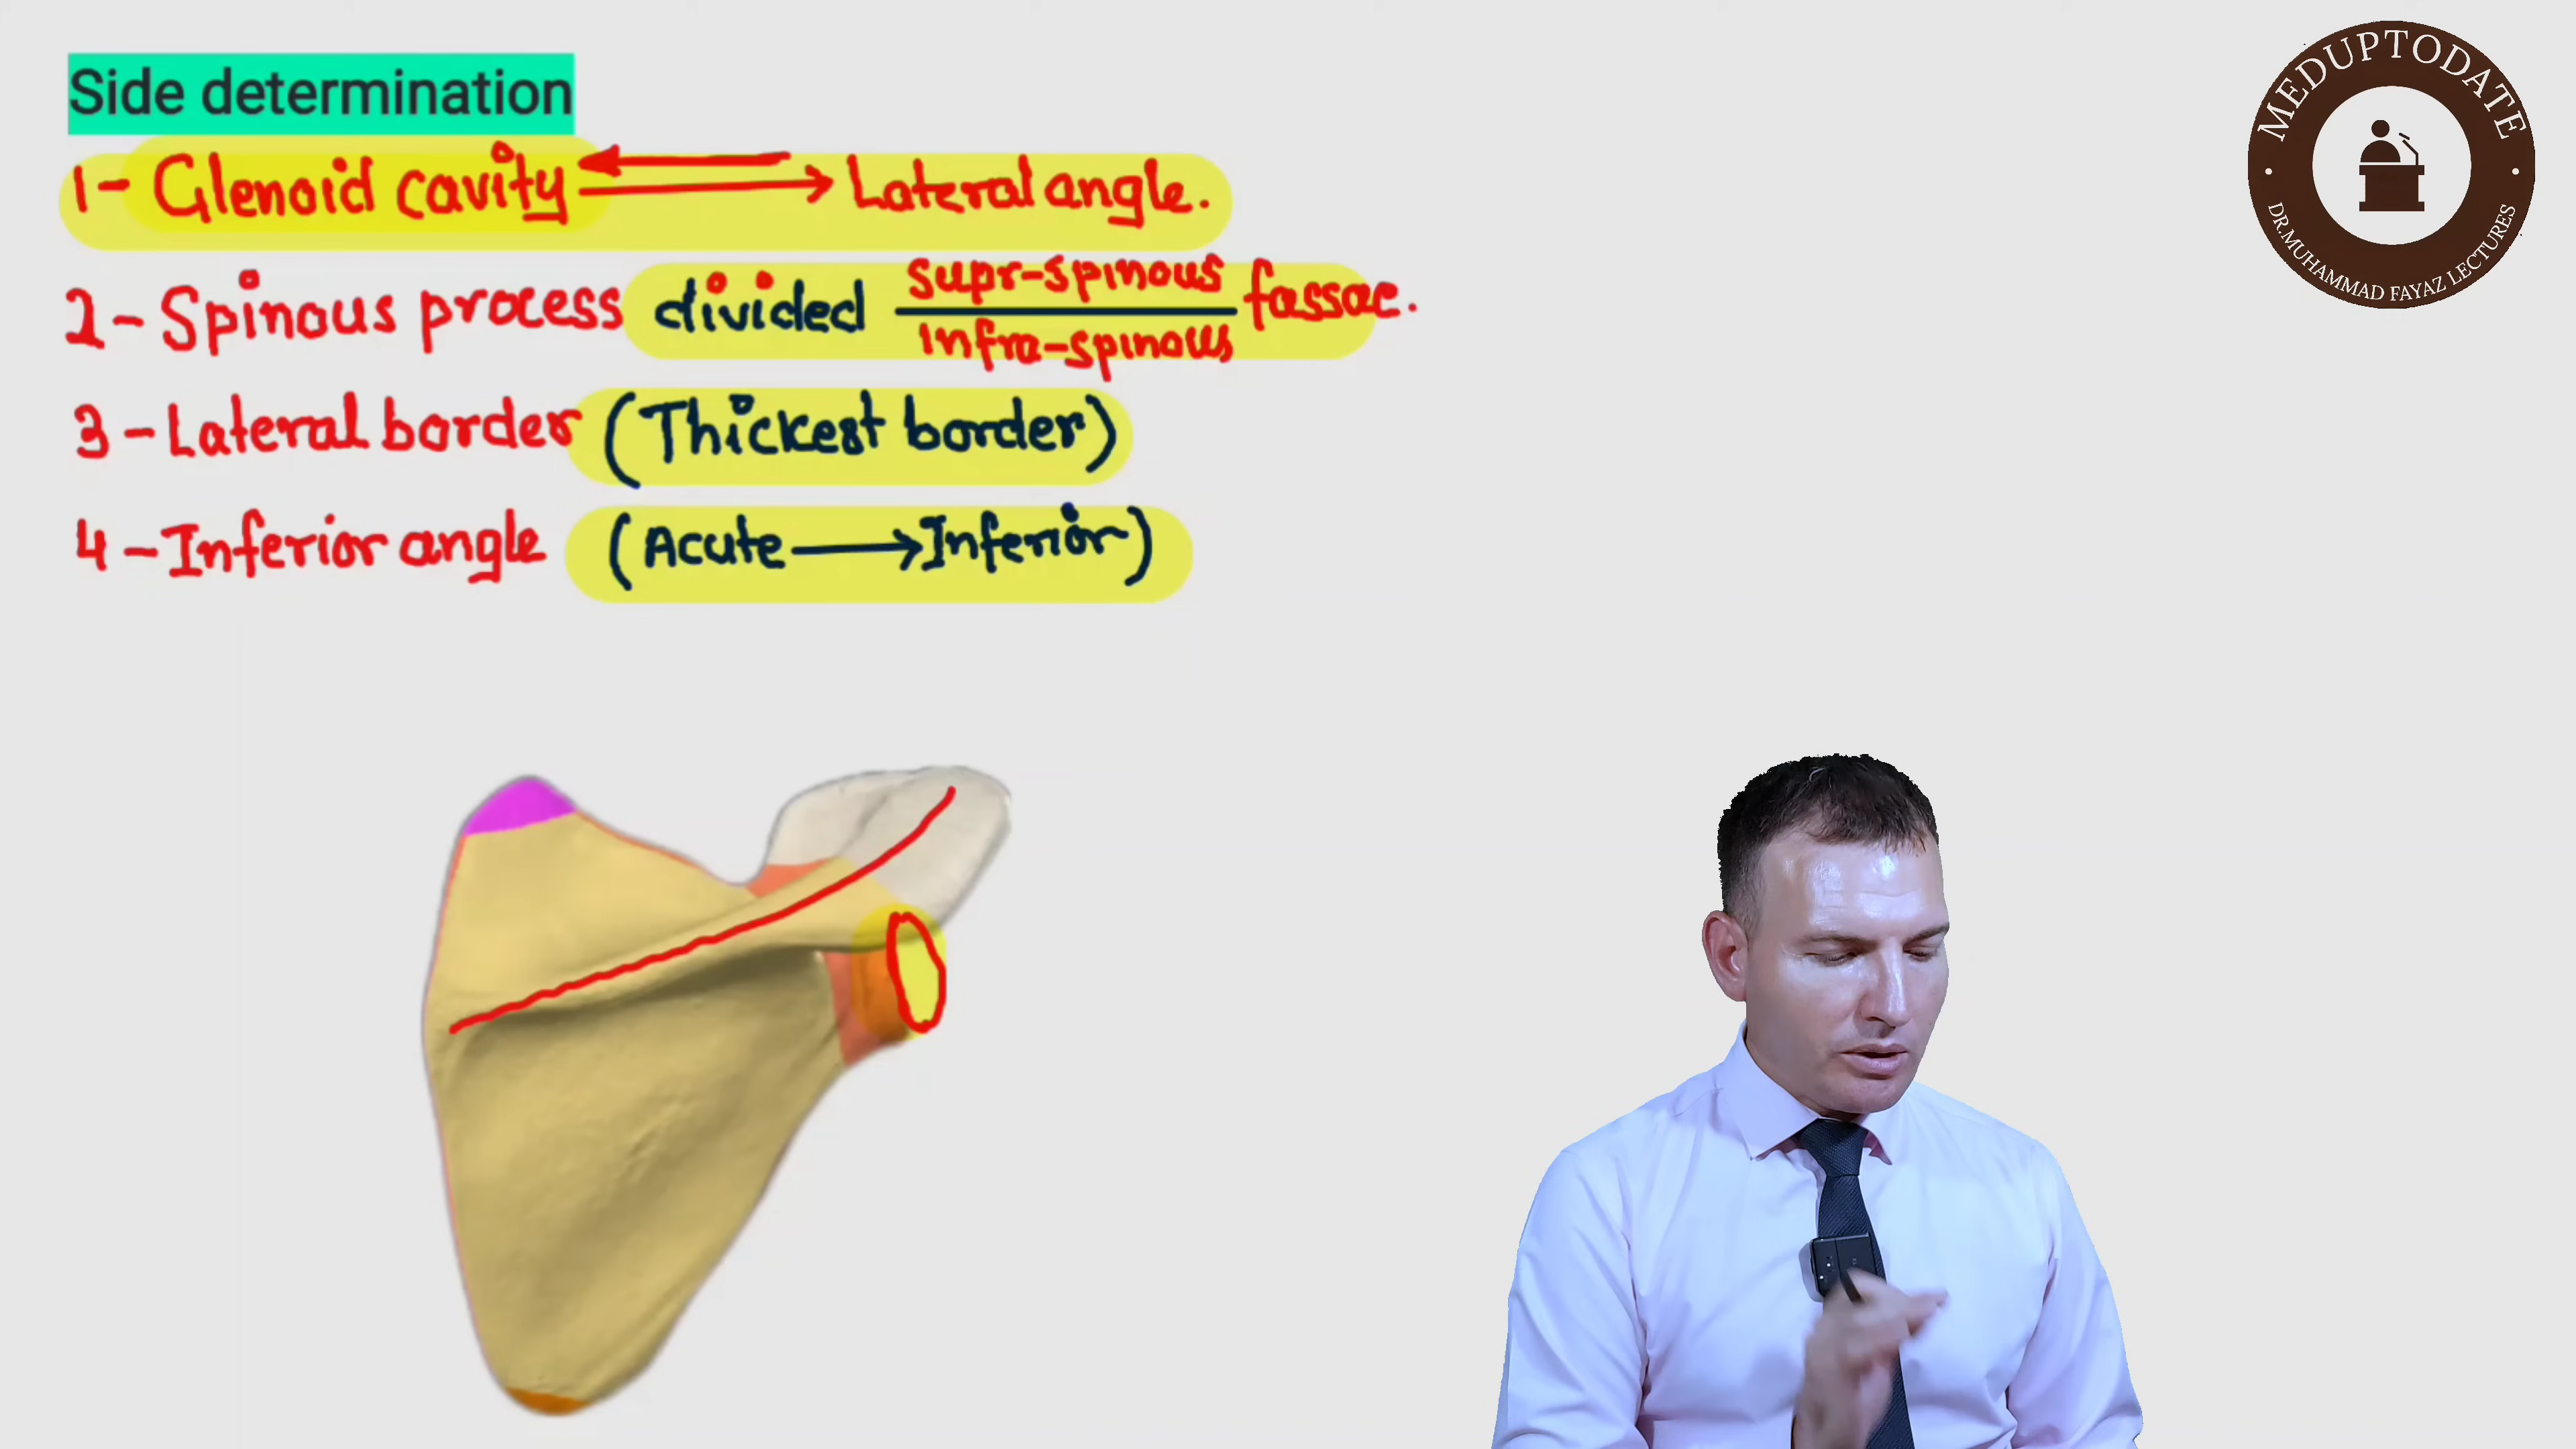 Side determination
1- Glenoid cavity ⇄ Lateral angle.
2- Spinous process divided supr-spinous fassae.
infra-spinous
3 - Lateral border (Thickest border)
4 - Inferior angle (Acute → Inferior)
MEDUPTODATE
DR.MUHAMMAD FAYAZ LECTURES